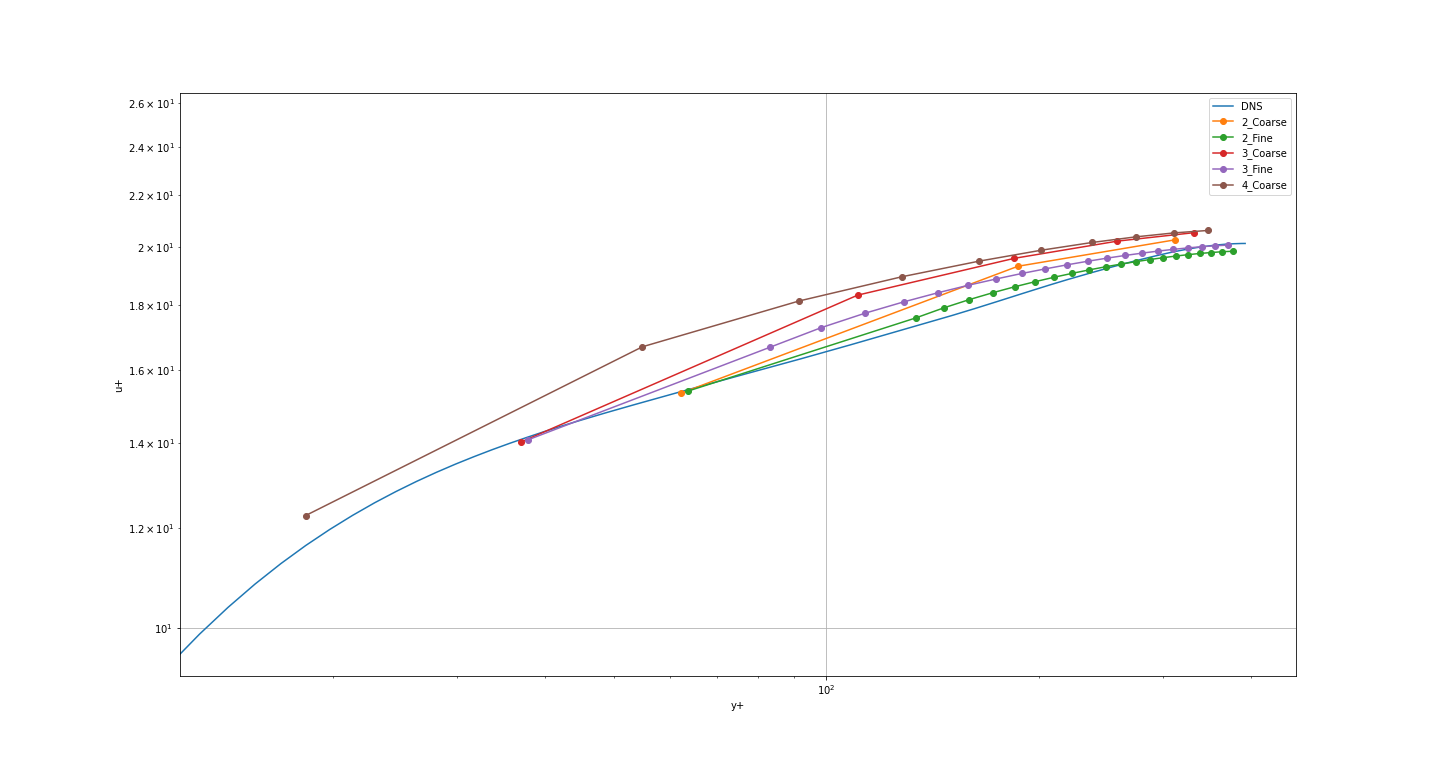 2.6 × 10¹
2.4 × 10¹
2.2 × 10¹
2 × 10¹
1.8 × 10¹
1.6 × 10¹
1.4 × 10¹
1.2 × 10¹
10¹
u+
10²
y+
DNS
2_Coarse
2_Fine
3_Coarse
3_Fine
4_Coarse